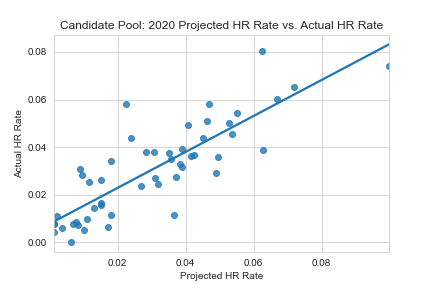 Candidate Pool: 2020 Projected HR Rate vs. Actual HR Rate
Actual HR Rate
0.08
0.06
0.04
0.02
0.00
0.02 0.04 0.06 0.08
Projected HR Rate